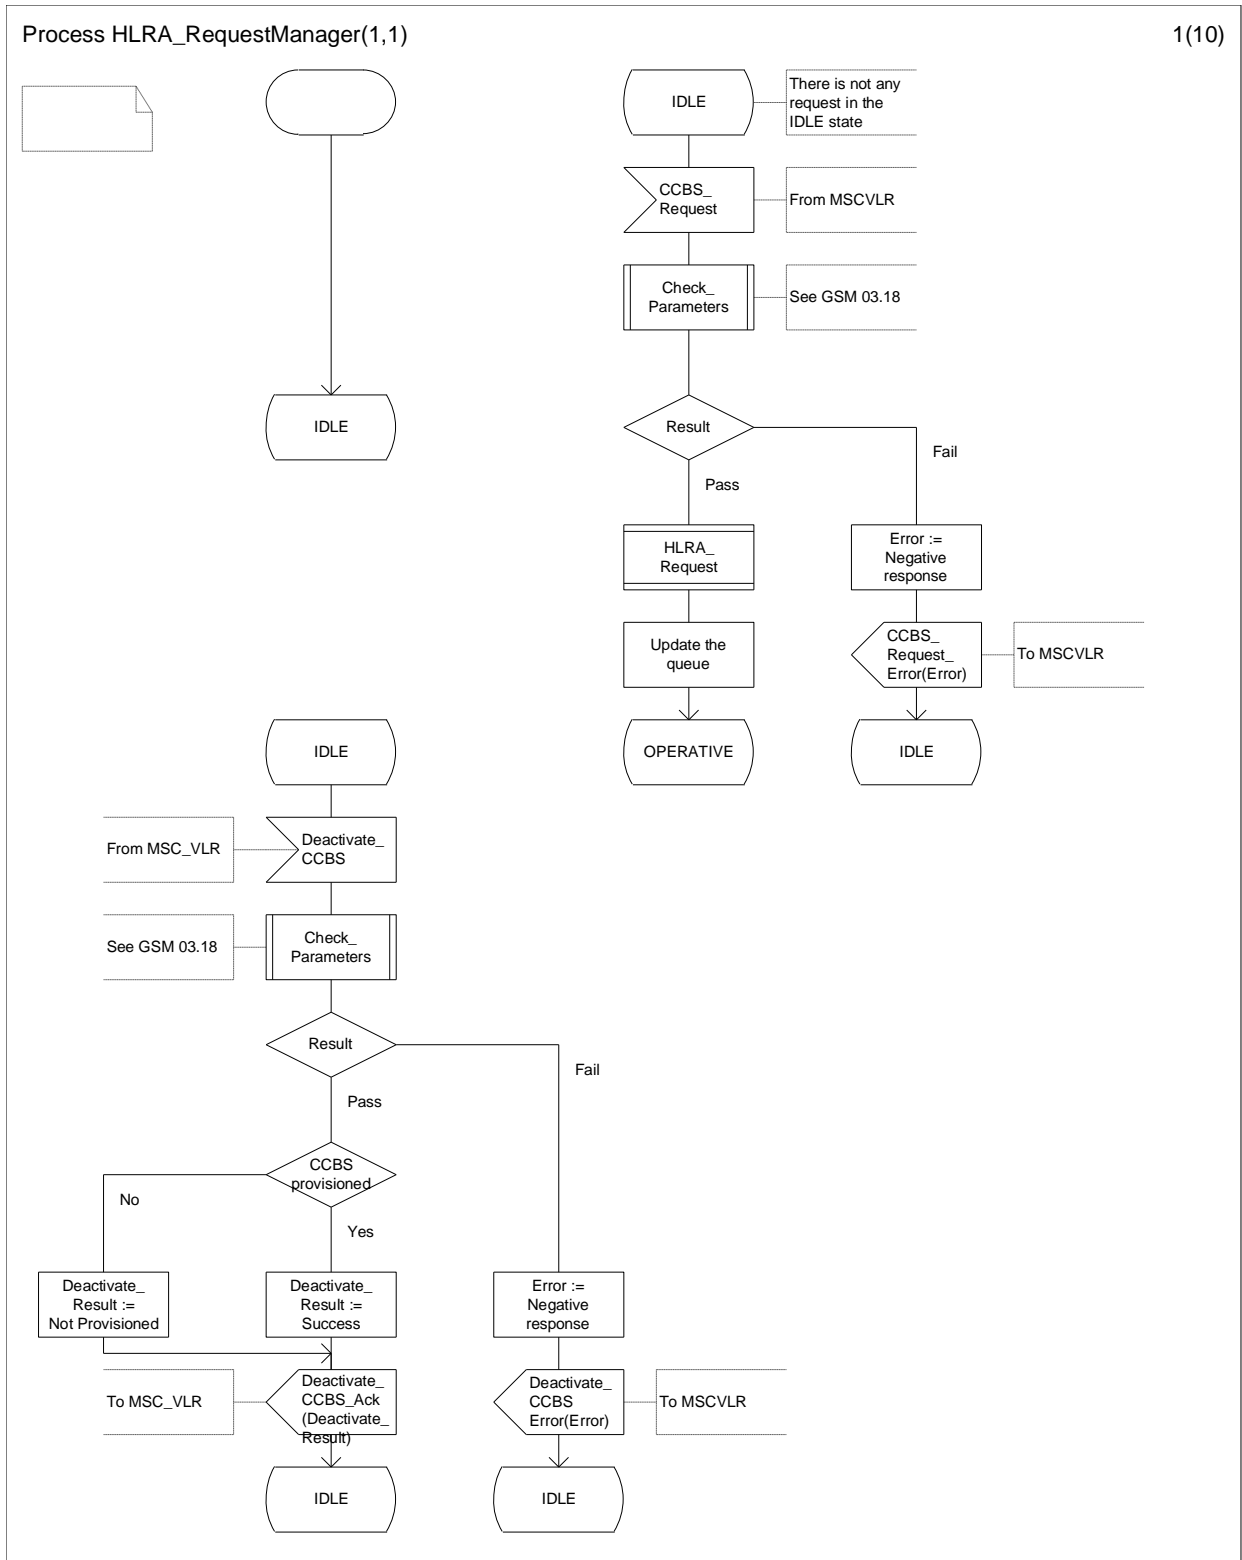 Process HLRA_RequestManager(1,1)
1(10)
IDLE
There is not any
request in the
IDLE state
CCBS_
Request
From MSCVLR
Check_
Parameters
See GSM 03.18
IDLE
Result
Fail
Pass
HLRA_
Request
Error :=
Negative
response
Update the
queue
CCBS_
Request_
Error(Error)
To MSCVLR
IDLE
OPERATIVE
IDLE
From MSC_VLR
Deactivate_
CCBS
See GSM 03.18
Check_
Parameters
Result
Fail
Pass
CCBS
provisioned
No
Yes
Deactivate_
Result :=
Not Provisioned
Deactivate_
Result :=
Success
Error :=
Negative
response
To MSC_VLR
Deactivate_
CCBS_Ack
(Deactivate_
Result)
Deactivate_
CCBS
Error(Error)
To MSCVLR
IDLE
IDLE